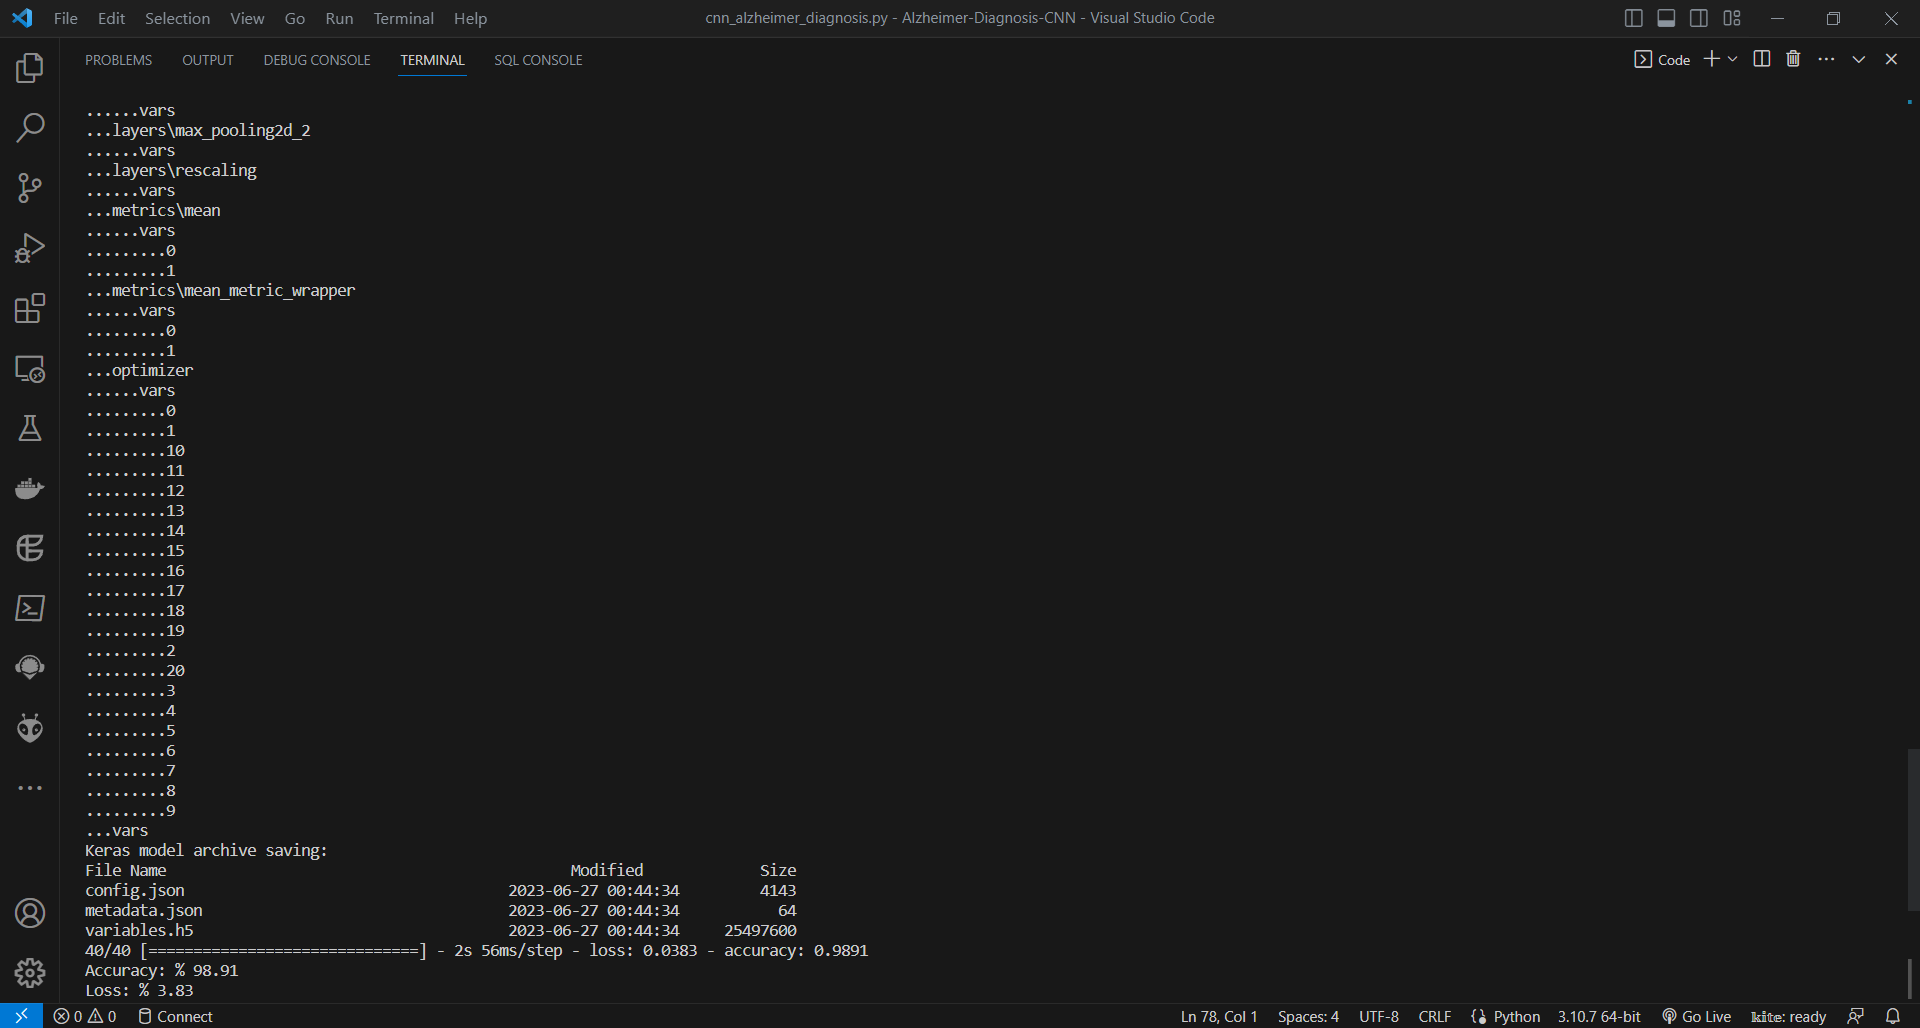 File Edit Selection View Go Run Terminal Help
cnn_alzheimer_diagnosis.py - Alzheimer-Diagnosis-CNN - Visual Studio Code
PROBLEMS OUTPUT DEBUG CONSOLE TERMINAL SQL CONSOLE
Code
......vars
...layers\max_pooling2d_2
......vars
...layers\rescaling
......vars
...metrics\mean
......vars
.........0
.........1
...metrics\mean_metric_wrapper
......vars
.........0
.........1
...optimizer
......vars
.........0
.........1
.........10
.........11
.........12
.........13
.........14
.........15
.........16
.........17
.........18
.........19
.........2
.........20
.........3
.........4
.........5
.........6
.........7
.........8
.........9
...vars
Keras model archive saving:
File Name Modified Size
config.json 2023-06-27 00:44:34 4143
metadata.json 2023-06-27 00:44:34 64
variables.h5 2023-06-27 00:44:34 25497600
40/40 [==============================] - 2s 56ms/step - loss: 0.0383 - accuracy: 0.9891
Accuracy: % 98.91
Loss: % 3.83
0 0 Connect Ln 78, Col 1 Spaces: 4 UTF-8 CRLF Python 3.10.7 64-bit Go Live kite: ready